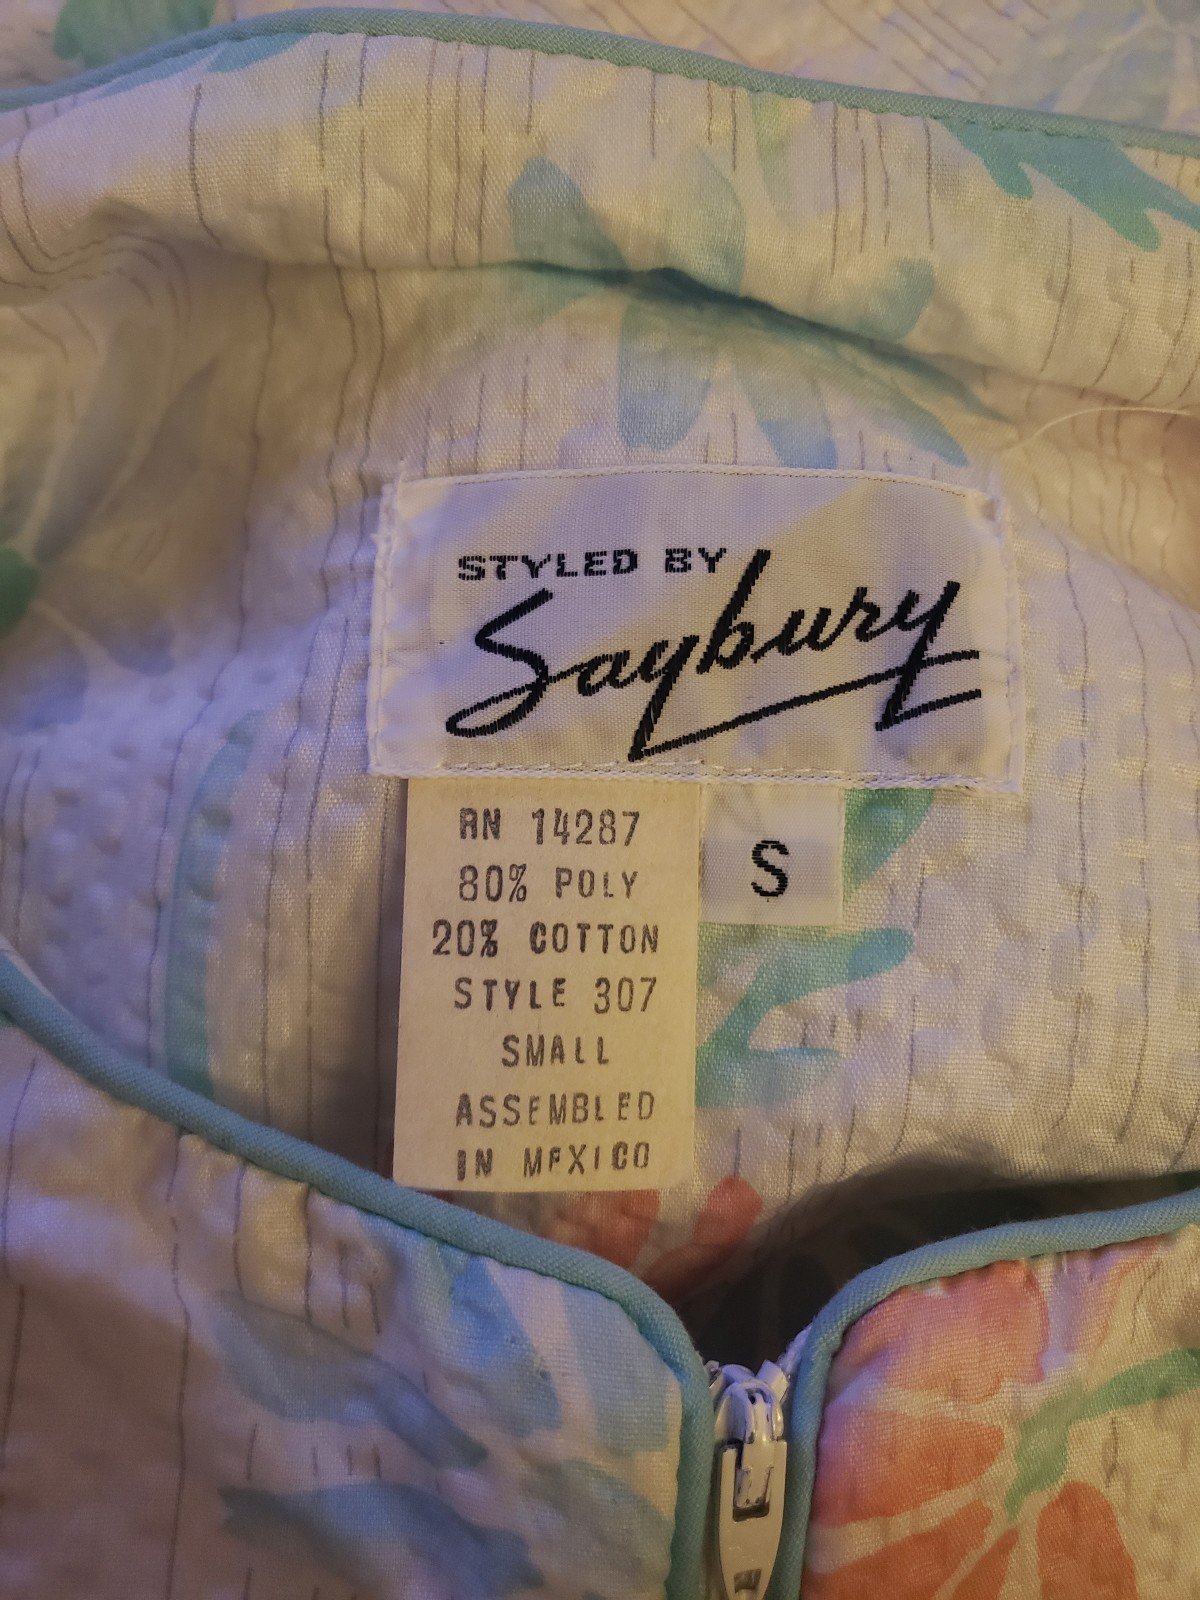 STYLED BY
Saybury
RN 14287
80% POLY
20% COTTON
STYLE 307
SMALL
ASSEMBLED
IN MEXICO
S